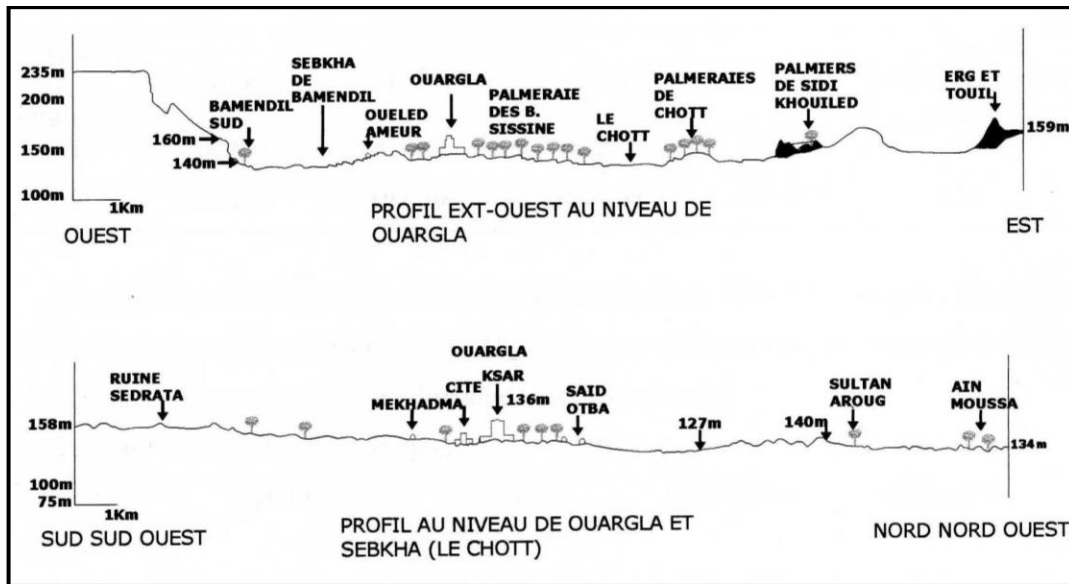 235m
200m
160m
150m
140m
100m
1Km
OUEST
BAMENDIL
SUD
SEBKHA
DE
BAMENDIL
OUELED
AMEUR
OUARGLA
PALMERAIE
DES B.
SISSINE
LE
CHOTT
PALMERAIES
DE
CHOTT
PALMIERS
DE SIDI
KHOUILED
ERG ET
TOUIL
159m
EST
PROFIL EXT-OUEST AU NIVEAU DE
OUARGLA
RUINE
SEDRATA
158m
100m
75m
1Km
SUD SUD OUEST
MEKHADMA
OUARGLA
CITE
KSAR
136m
SAID
OTBA
127m
140m
SULTAN
AROUG
AIN
MOUSSA
134m
PROFIL AU NIVEAU DE OUARGLA ET
SEBKHA (LE CHOTT)
NORD NORD OUEST